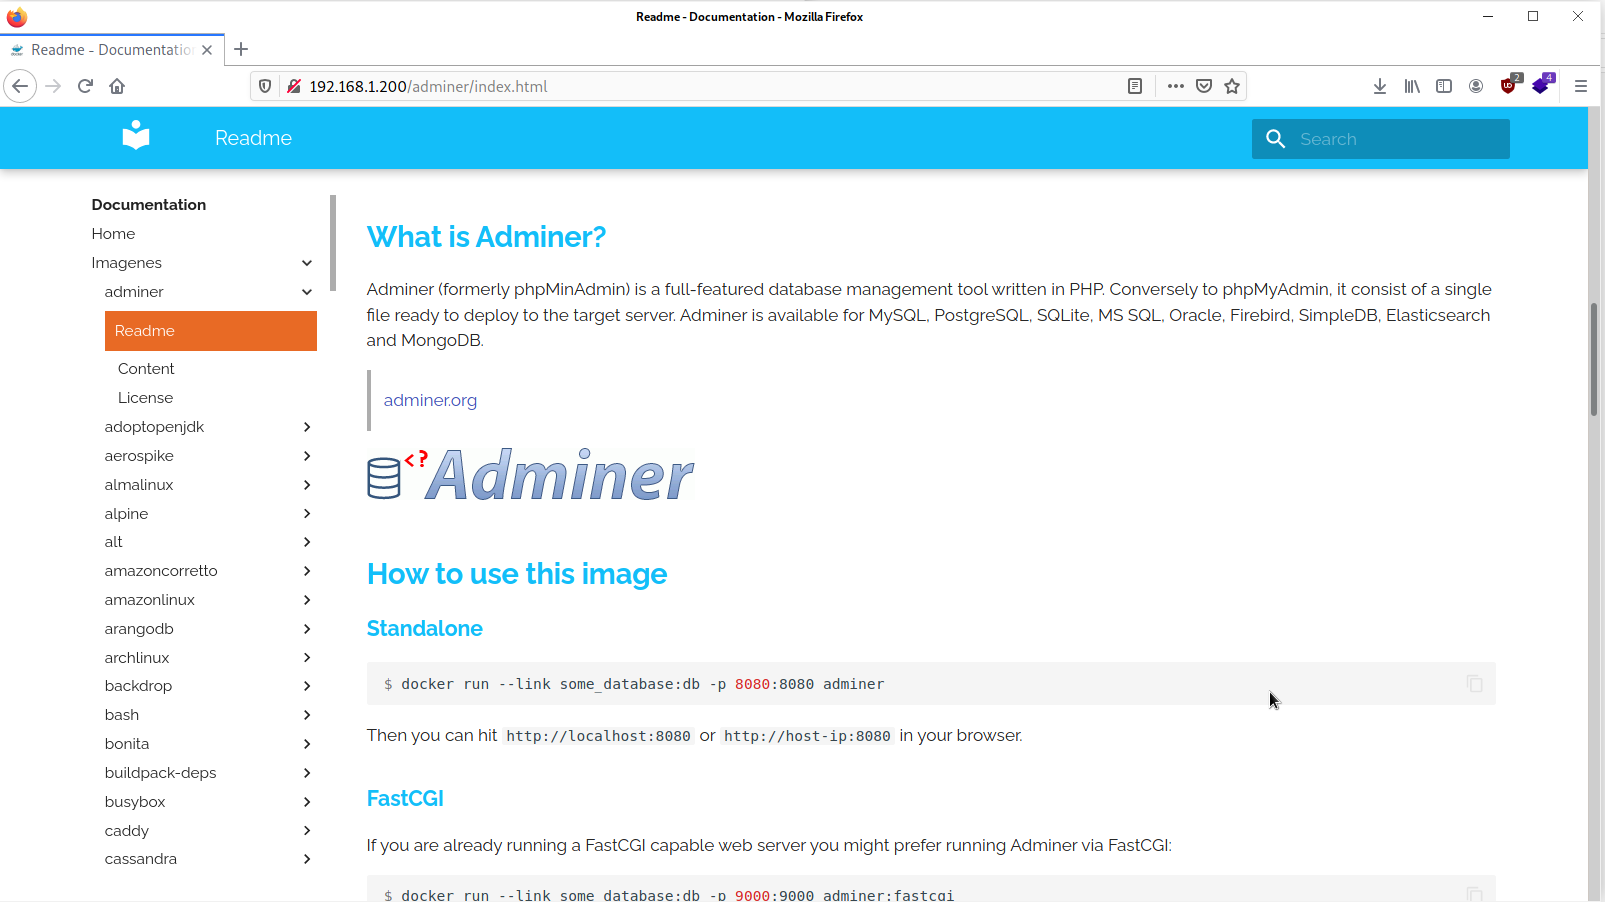 Readme - Documentation - Mozilla Firefox
Readme - Documentatio
192.168.1.200/adminer/index.html
2
4
Readme
Search
Documentation
Home
Imagenes
adminer
Readme
Content
License
adoptopenjdk
aerospike
almalinux
alpine
alt
amazoncorretto
amazonlinux
arangodb
archlinux
backdrop
bash
bonita
buildpack-deps
busybox
caddy
cassandra
What is Adminer?
Adminer (formerly phpMinAdmin) is a full-featured database management tool written in PHP. Conversely to phpMyAdmin, it consist of a single
file ready to deploy to the target server. Adminer is available for MySQL, PostgreSQL, SQLite, MS SQL, Oracle, Firebird, SimpleDB, Elasticsearch
and MongoDB.
adminer.org
<? Adminer
How to use this image
Standalone
$ docker run --link some_database:db -p 8080:8080 adminer
Then you can hit http://localhost:8080 or http://host-ip:8080 in your browser.
FastCGI
If you are already running a FastCGI capable web server you might prefer running Adminer via FastCGI:
$ docker run --link some_database:db -p 9000:9000 adminer:fastcgi